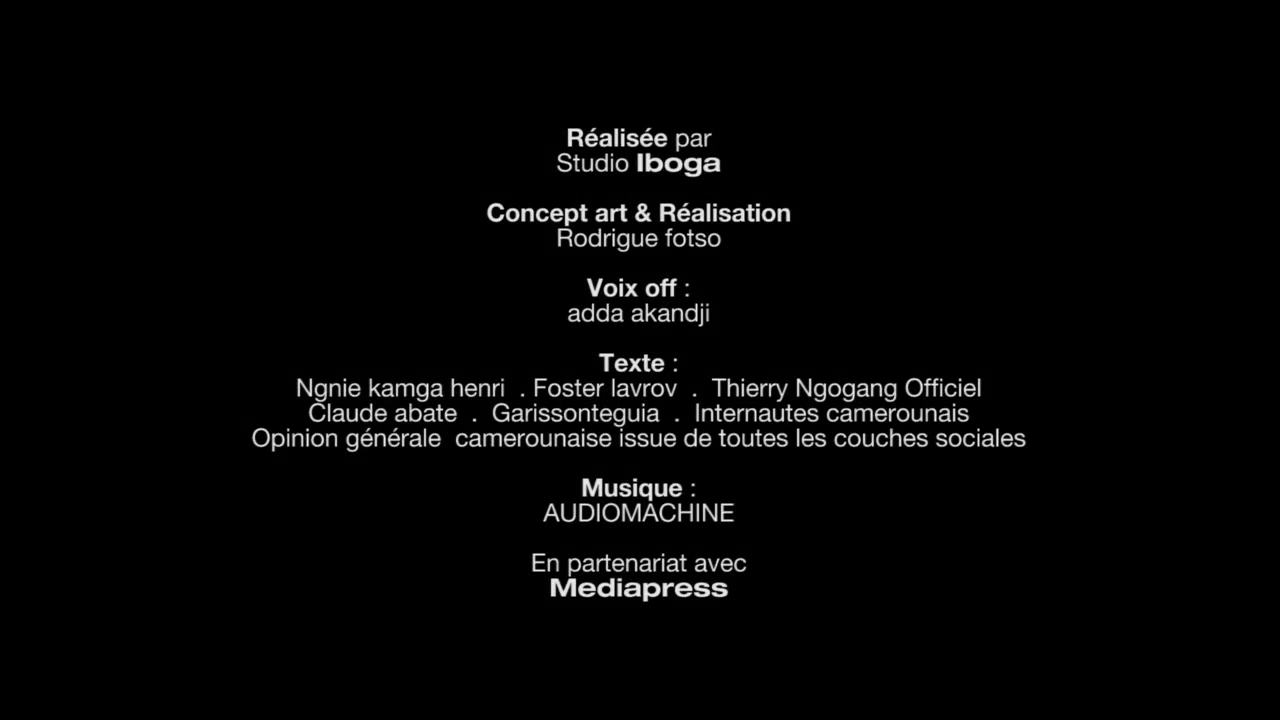 Réalisée par
Studio Iboga
Concept art & Réalisation
Rodrigue fotso
Voix off :
adda akandji
Texte :
Ngnie kamga henri . Foster lavrov . Thierry Ngogang Officiel
Claude abate . Garissonteguia . Internautes camerounais
Opinion générale camerounaise issue de toutes les couches sociales
Musique :
AUDIOMACHINE
En partenariat avec
Mediapress